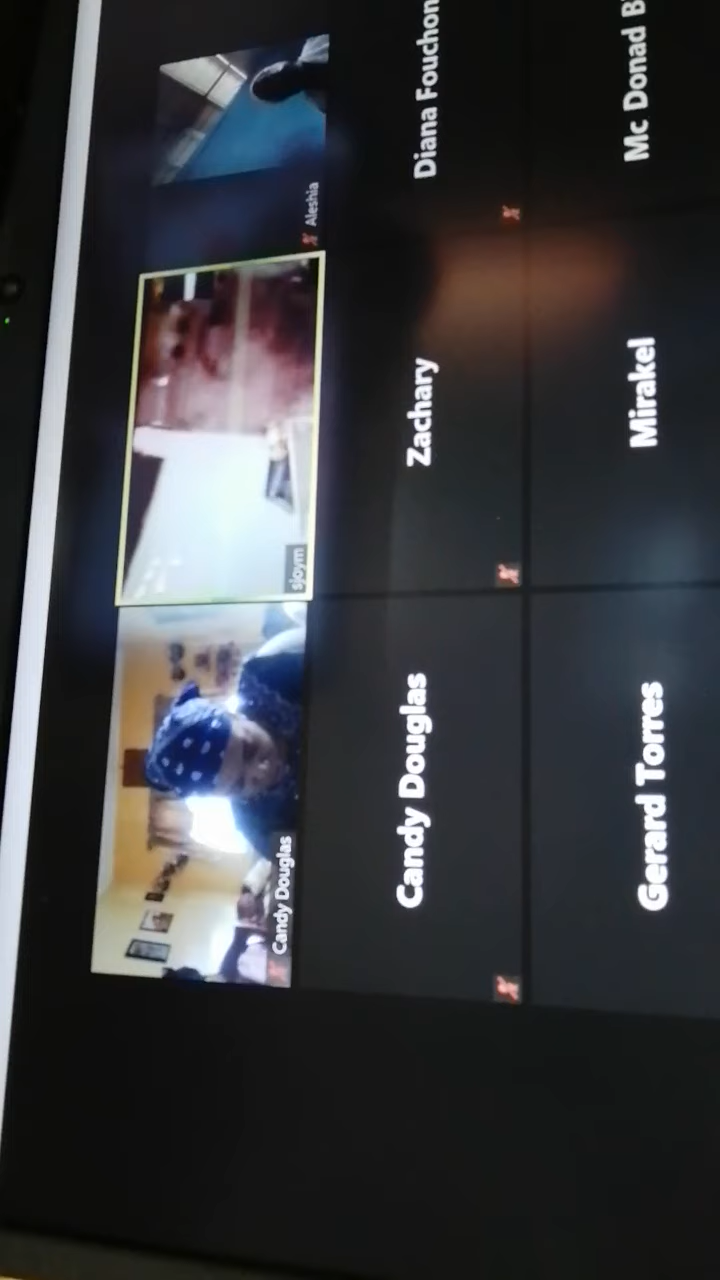 Candy Douglas
sjoym
Aleshia
Candy Douglas
Zachary
Diana Fouchon
Gerard Torres
Mirakel
Mc Donad B